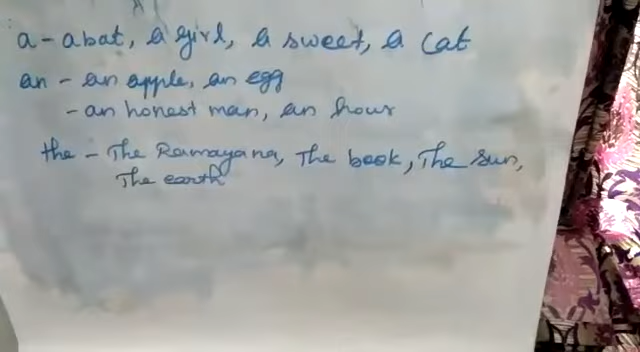 a - a bat, a girl, a sweet, a cat
an - an apple, an egg
- an honest man, an hour
the - The Ramayana, The book, The Sun,
The earth